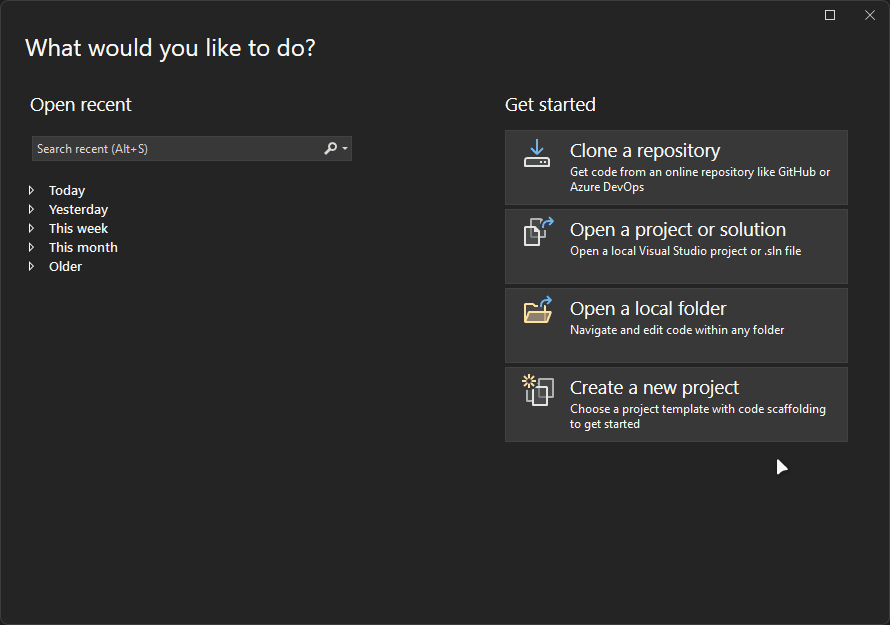 What would you like to do?
Open recent
Search recent (Alt+S)
Today
Yesterday
This week
This month
Older
Get started
Clone a repository
Get code from an online repository like GitHub or
Azure DevOps
Open a project or solution
Open a local Visual Studio project or .sln file
Open a local folder
Navigate and edit code within any folder
Create a new project
Choose a project template with code scaffolding
to get started